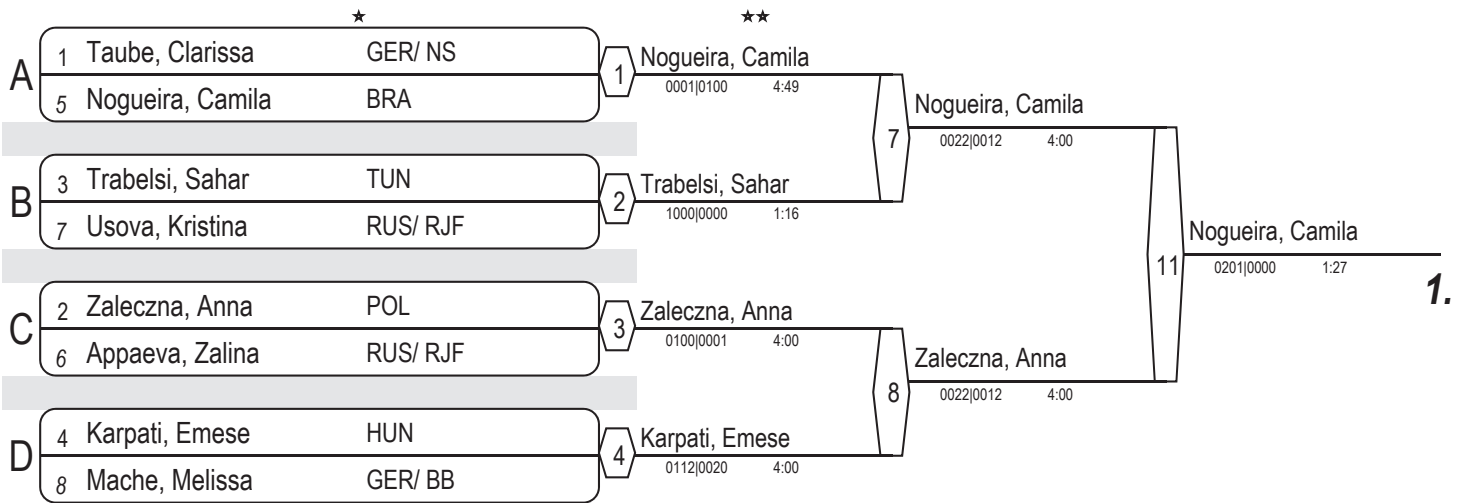 ★ ★★
A 1 Taube, Clarissa GER/ NS
5 Nogueira, Camila BRA
1 Nogueira, Camila
0001|0100 4:49
B 3 Trabelsi, Sahar TUN
7 Usova, Kristina RUS/ RJF
2 Trabelsi, Sahar
1000|0000 1:16
7 Nogueira, Camila
0022|0012 4:00
C 2 Zaleczna, Anna POL
6 Appaeva, Zalina RUS/ RJF
3 Zaleczna, Anna
0100|0001 4:00
D 4 Karpati, Emese HUN
8 Mache, Melissa GER/ BB
4 Karpati, Emese
0112|0020 4:00
8 Zaleczna, Anna
0022|0012 4:00
11 Nogueira, Camila
0201|0000 1:27
1.